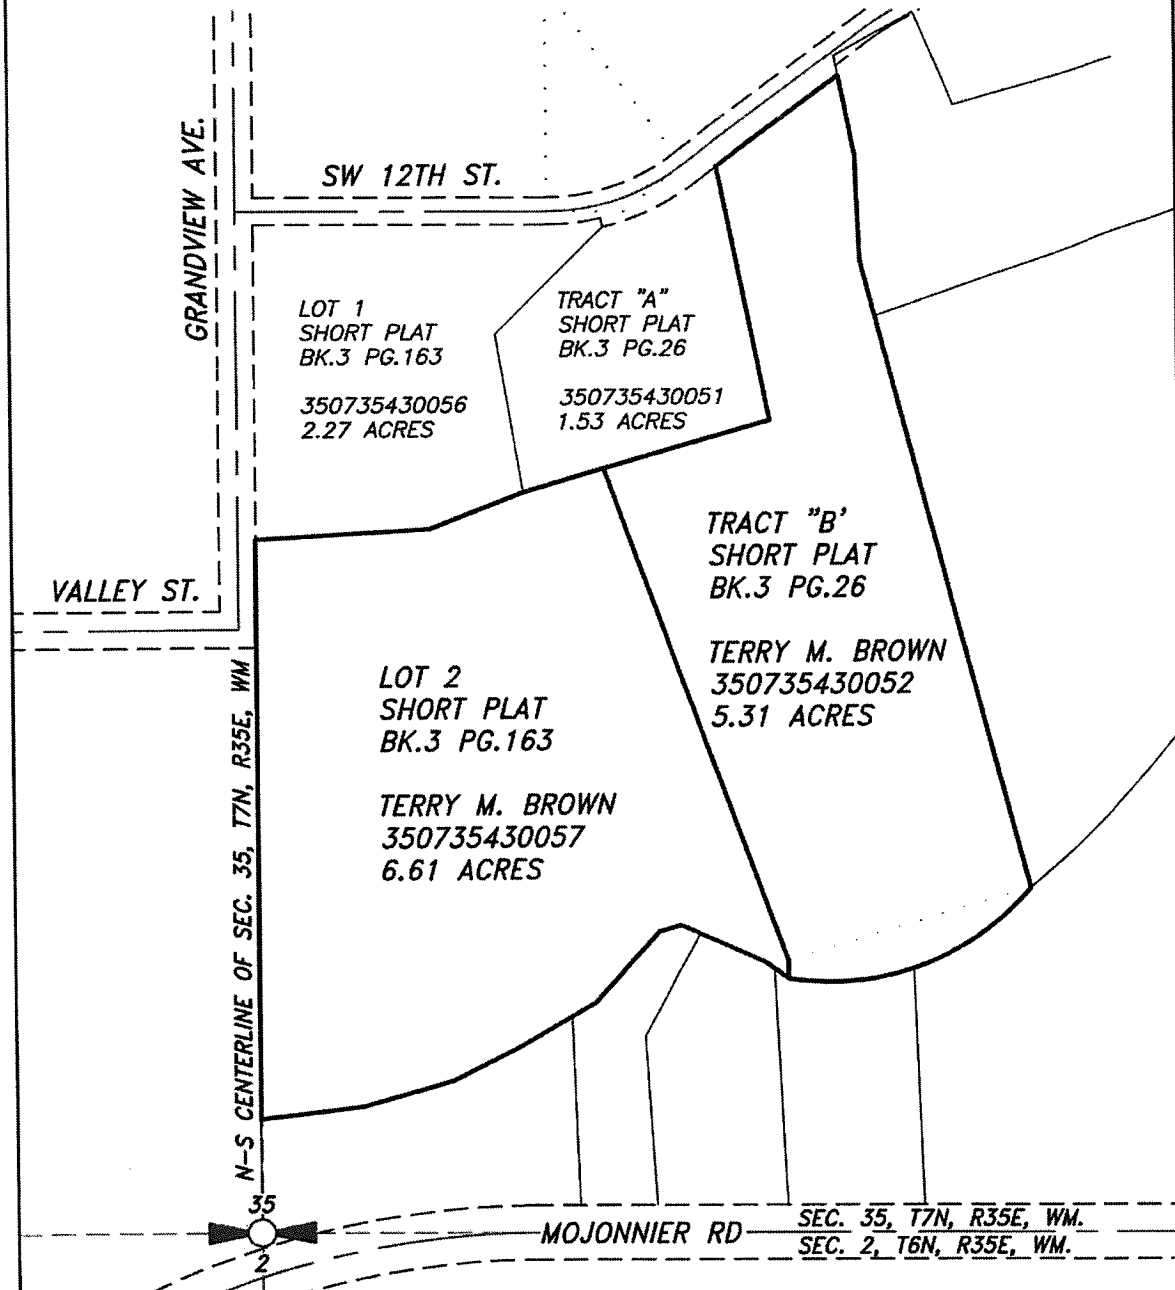 SW 12TH ST.
GRANDVIEW AVE.
LOT 1
SHORT PLAT
BK.3 PG.163
350735430056
2.27 ACRES
TRACT "A"
SHORT PLAT
BK.3 PG.26
350735430051
1.53 ACRES
TRACT "B'
SHORT PLAT
BK.3 PG.26
TERRY M. BROWN
350735430052
5.31 ACRES
VALLEY ST.
LOT 2
SHORT PLAT
BK.3 PG.163
TERRY M. BROWN
350735430057
6.61 ACRES
N-S CENTERLINE OF SEC. 35, T7N, R35E, WM
35
2
MOJONNIER RD
SEC. 35, T7N, R35E, WM.
SEC. 2, T6N, R35E, WM.